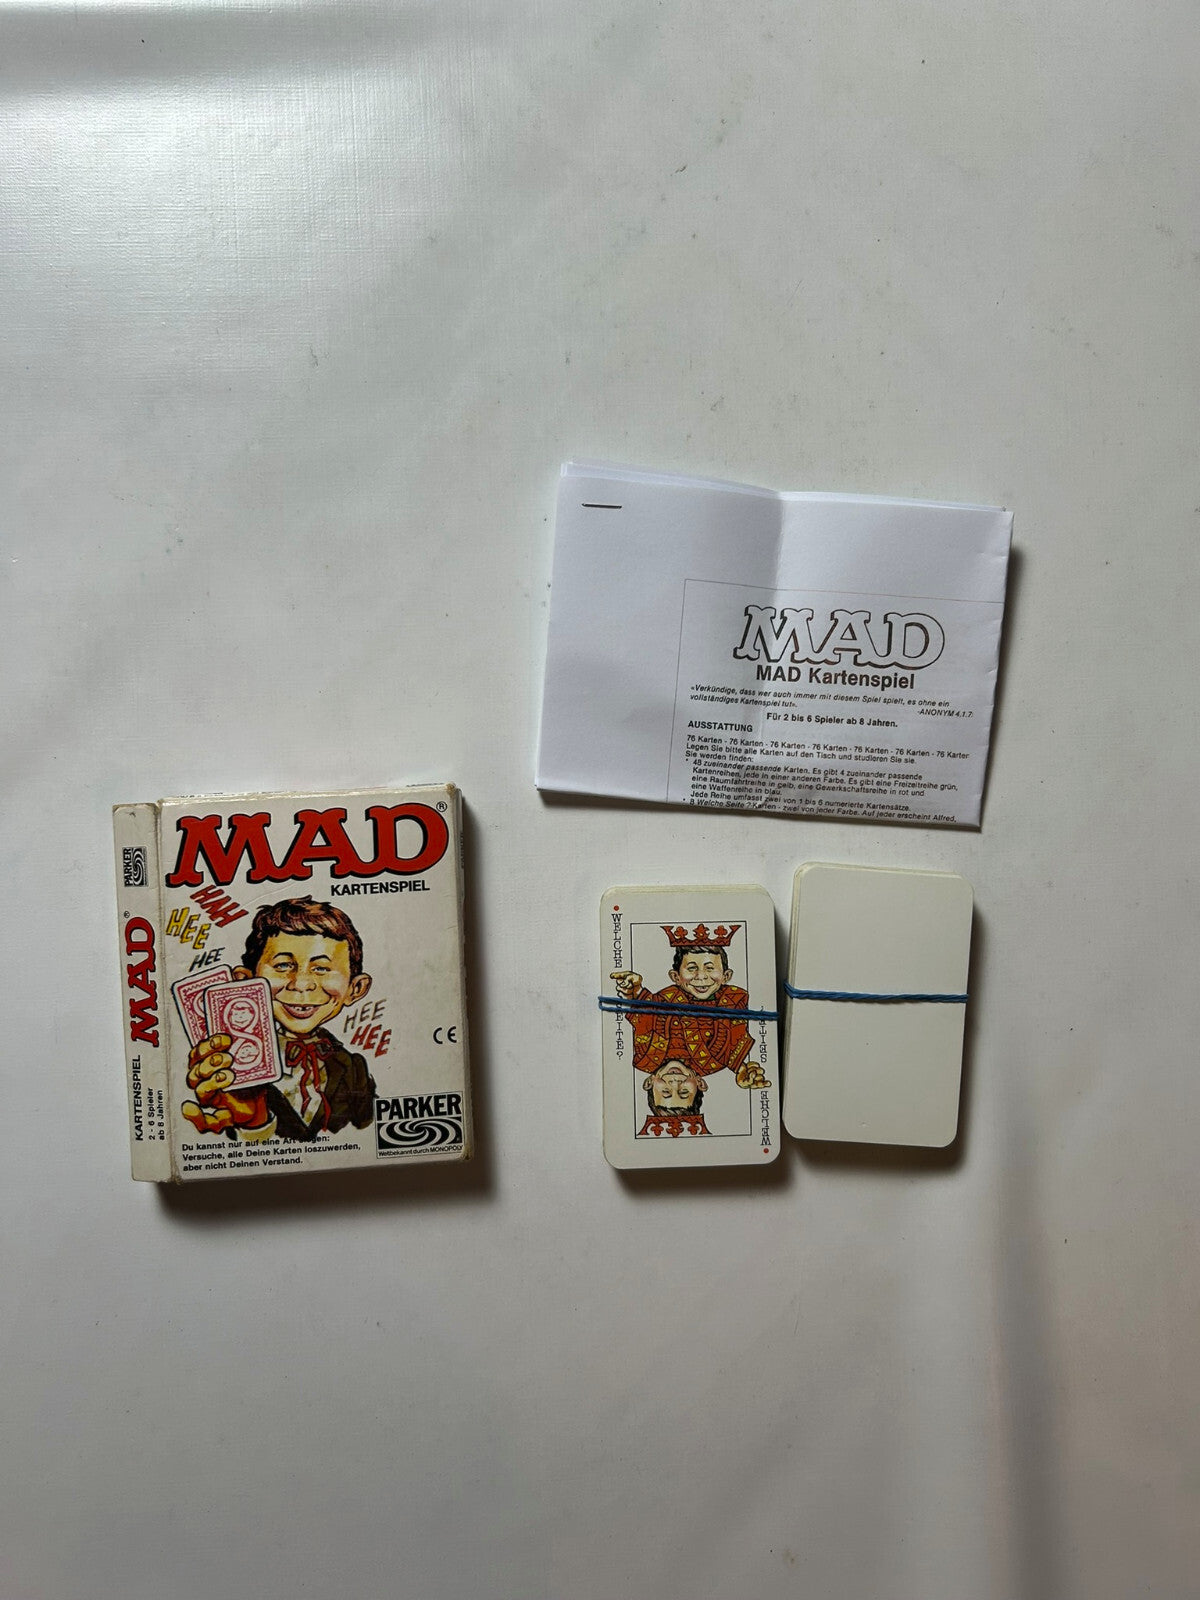 MAD
MAD Kartenspiel
«Verkündige, dass wer auch immer mit diesem Spiel spielt, es ohne ein
vollständiges Kartenspiel tut».
-ANONYM 4.1.7:
Für 2 bis 6 Spieler ab 8 Jahren.
AUSSTATTUNG
76 Karten - 76 Karten - 76 Karten - 76 Karten - 76 Karten - 76 Karten - 76 Karter
Legen Sie bitte alle Karten auf den Tisch und studieren Sie sie.
Sie werden finden:
* 48 zueinander passende Karten. Es gibt 4 zueinander passende
Kartenreihen, jede in einer anderen Farbe. Es gibt eine Freizeitreihe grün,
eine Raumfahrtreihe in gelb, eine Gewerkschaftsreihe in rot und
eine Waffenreihe in blau.
Jede Reihe umfasst zwei von 1 bis 6 numerierte Kartensätze.
* 8 Welche Seite ? Karten - zwei von jeder Farbe. Auf jeder erscheint Alfred,
MAD®
KARTENSPIEL
HAH
HEE
HEE
HEE
HEE
CE
PARKER
Weltbekannt durch MONOPOLY
Du kannst nur auf eine Art siegen:
Versuche, alle Deine Karten loszuwerden,
aber nicht Deinen Verstand.
PARKER
MAD®
KARTENSPIEL
2 - 6 Spieler
ab 8 Jahren
WELCHE SEITE?
WELCHE SEITE?